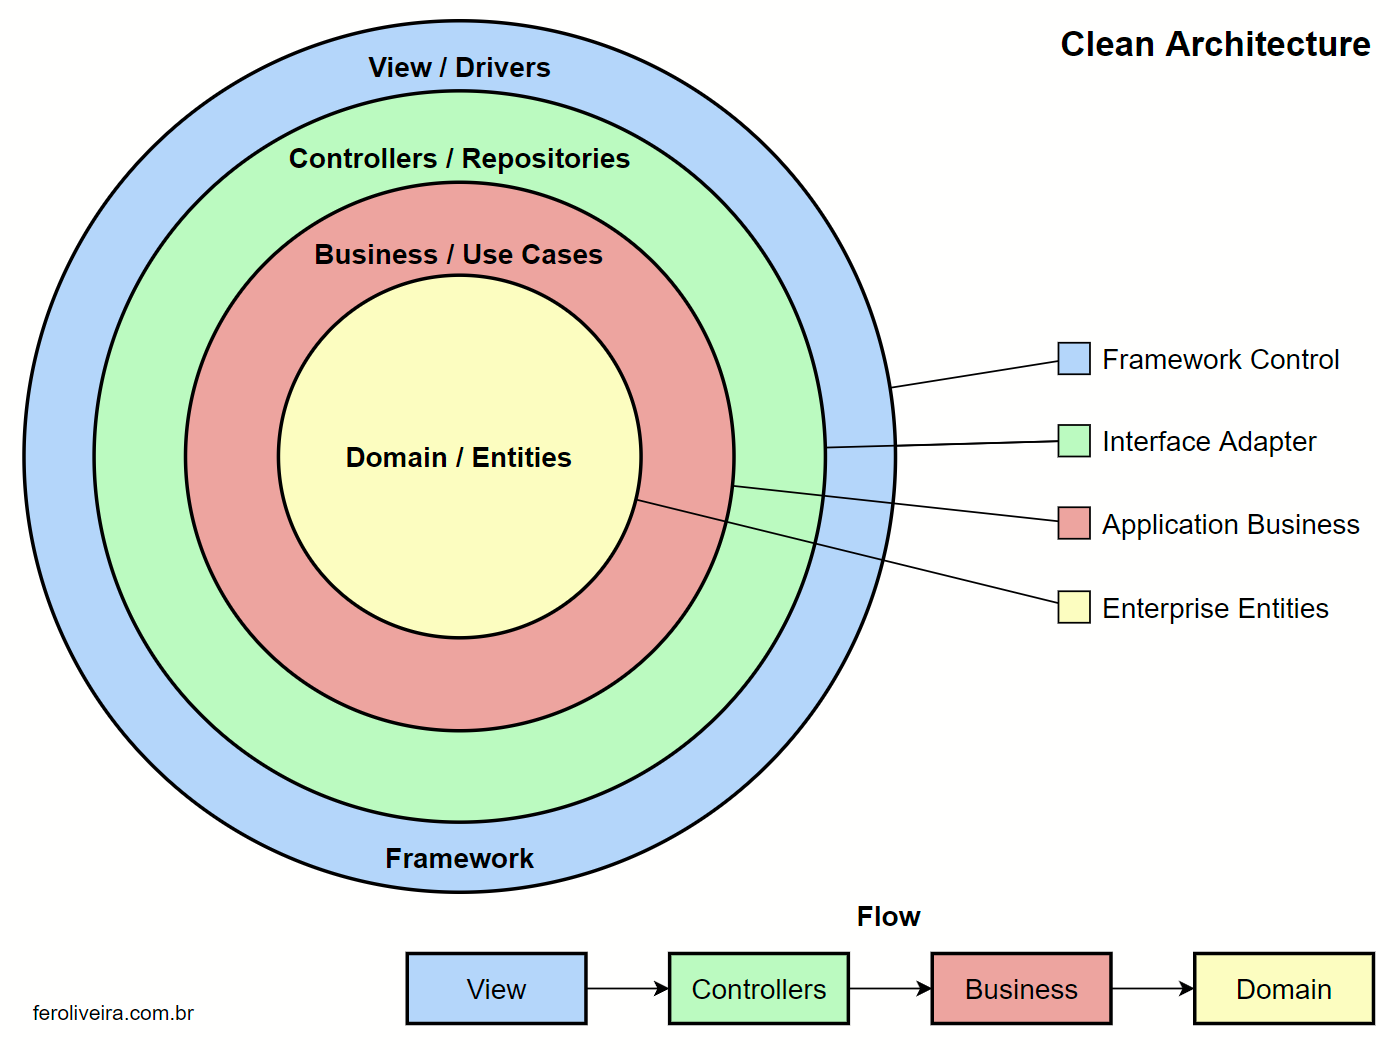 Clean Architecture
View / Drivers
Controllers / Repositories
Business / Use Cases
Domain / Entities
Framework
Framework Control
Interface Adapter
Application Business
Enterprise Entities
Flow
View
Controllers
Business
Domain
feroliveira.com.br